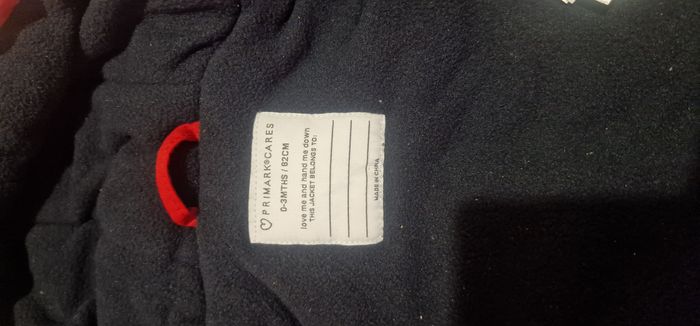 PRIMARK®CARES
0-3MTHS / 62CM
love me and hand me down
THIS JACKET BELONGS TO:
MADE IN CHINA